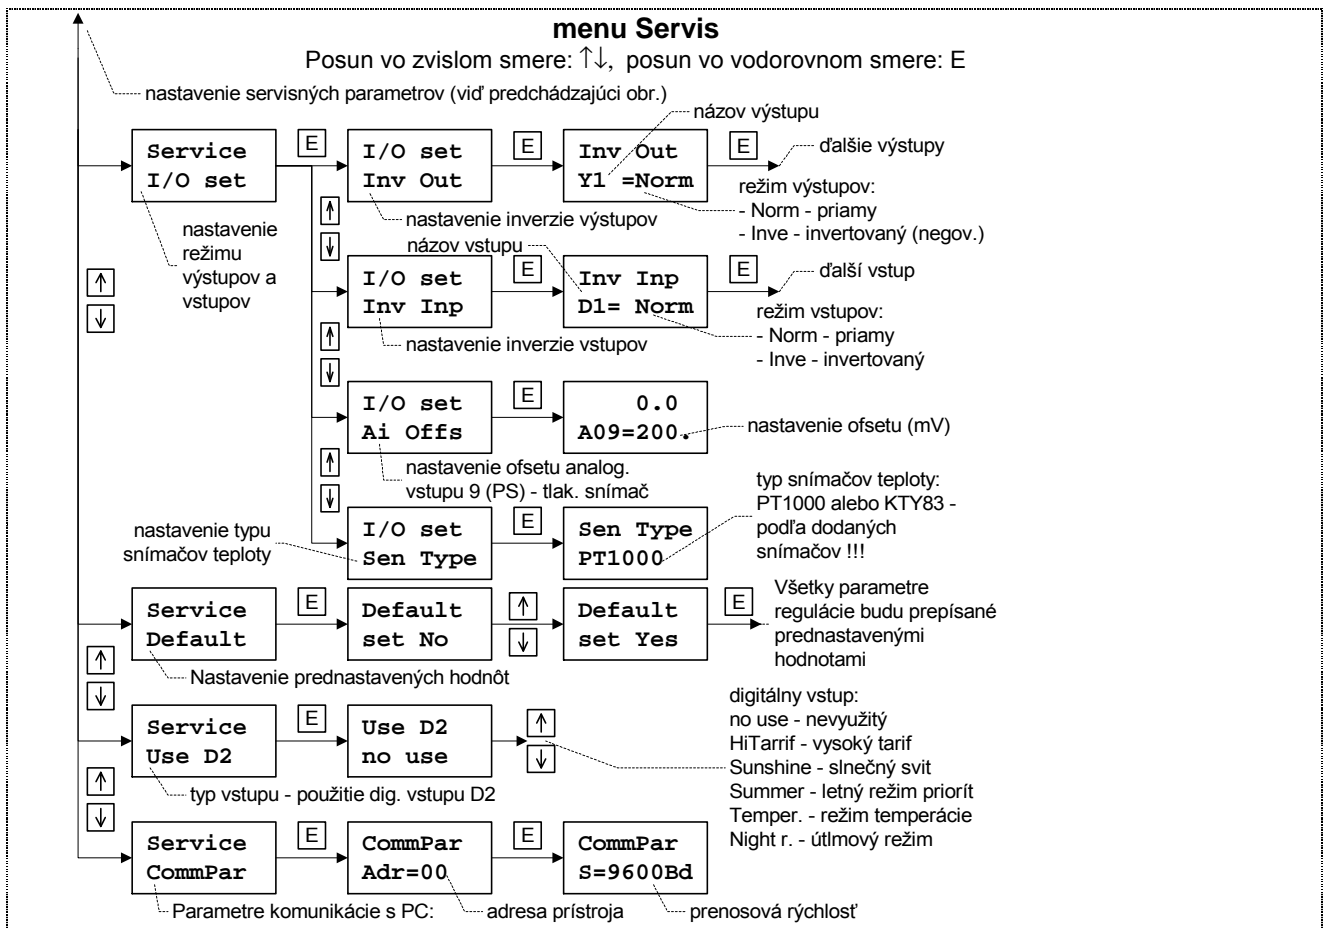 menu Servis
Posun vo zvislom smere: ↑↓, posun vo vodorovnom smere: E
nastavenie servisných parametrov (viď predchádzajúci obr.)
názov výstupu
Service
I/O set
E
I/O set
Inv Out
E
Inv Out
Y1 =Norm
E
ďalšie výstupy
režim výstupov:
- Norm - priamy
- Inve - invertovaný (negov.)
nastavenie
režimu
výstupov a
vstupov
↑
↓
nastavenie inverzie výstupov
názov vstupu
↑
↓
I/O set
Inv Inp
E
Inv Inp
D1= Norm
E
ďalší vstup
režim vstupov:
- Norm - priamy
- Inve - invertovaný
nastavenie inverzie vstupov
↑
↓
I/O set
Ai Offs
E
0.0
A09=200.
nastavenie ofsetu (mV)
nastavenie ofsetu analog.
vstupu 9 (PS) - tlak. snímač
↑
↓
typ snímačov teploty:
PT1000 alebo KTY83 -
podľa dodaných
snímačov !!!
nastavenie typu
snímačov teploty
I/O set
Sen Type
E
Sen Type
PT1000
Service
Default
E
Default
set No
↑
↓
Default
set Yes
E
Všetky parametre
regulácie budu prepísané
prednastavenými
hodnotami
↑
↓
Nastavenie prednastavených hodnôt
Service
Use D2
E
Use D2
no use
↑
↓
digitálny vstup:
no use - nevyužitý
HiTarrif - vysoký tarif
Sunshine - slnečný svit
Summer - letný režim priorít
Temper. - režim temperácie
Night r. - útlmový režim
↑
↓
typ vstupu - použitie dig. vstupu D2
Service
CommPar
E
CommPar
Adr=00
E
CommPar
S=9600Bd
Parametre komunikácie s PC:
adresa prístroja
prenosová rýchlosť